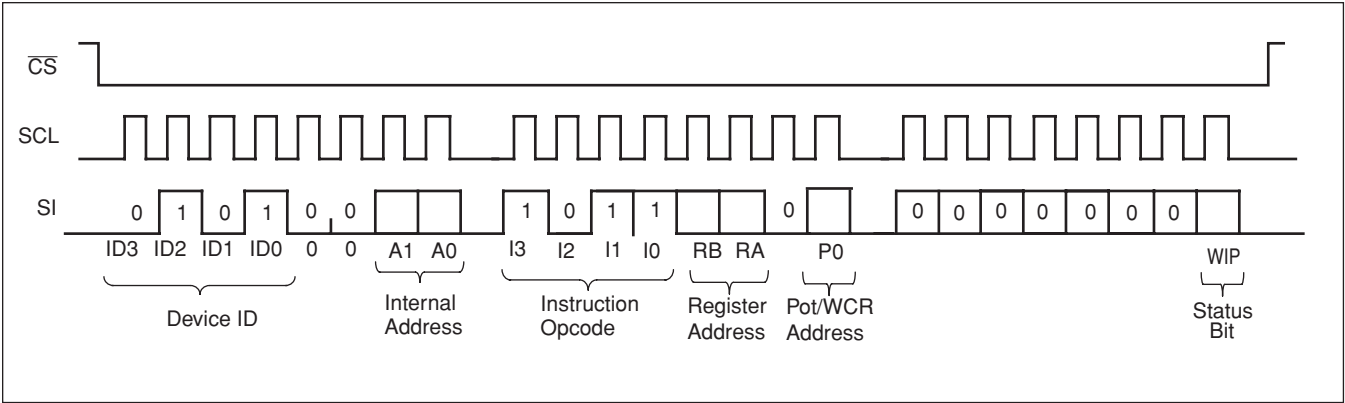 CS
SCL
SI
0 1 0 1 0 0 1 0 1 1 0 0 0 0 0 0 0 0
ID3 ID2 ID1 ID0 0 0 A1 A0 I3 I2 I1 I0 RB RA P0 WIP
Device ID
Internal
Address
Instruction
Opcode
Register
Address
Pot/WCR
Address
Status
Bit